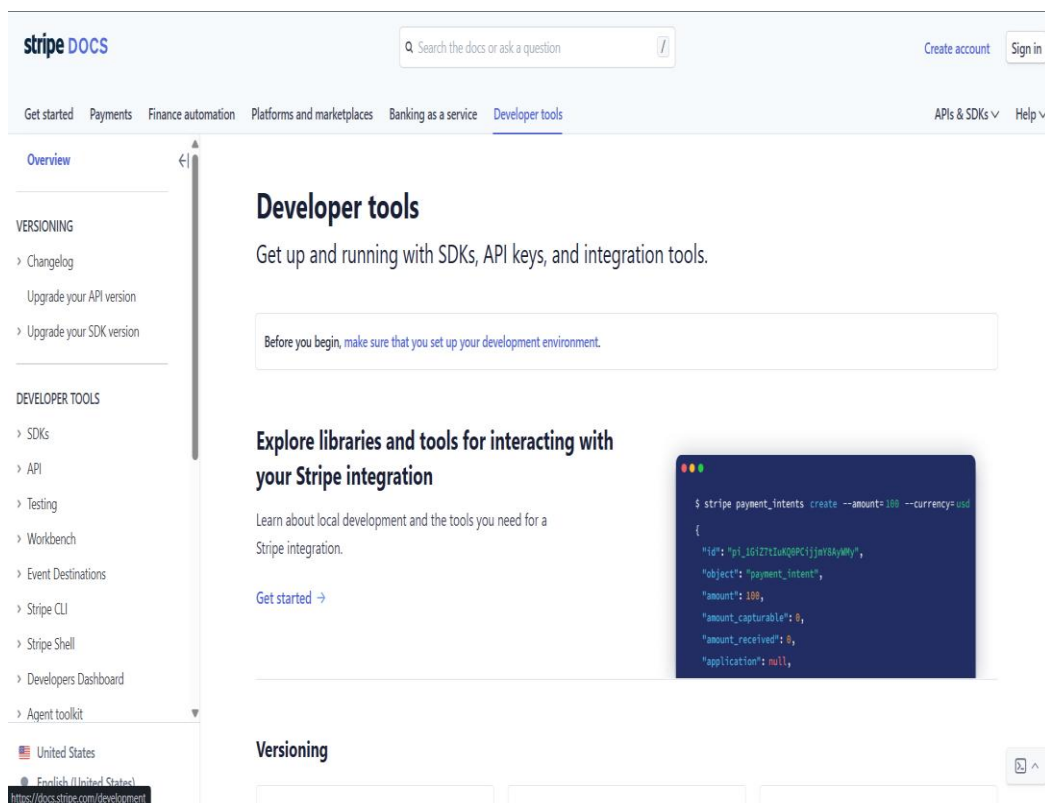 stripe DOCS
Search the docs or ask a question
/
Create account
Sign in
Get started
Payments
Finance automation
Platforms and marketplaces
Banking as a service
Developer tools
APIs & SDKs
Help
Overview
VERSIONING
Changelog
Upgrade your API version
Upgrade your SDK version
DEVELOPER TOOLS
SDKs
API
Testing
Workbench
Event Destinations
Stripe CLI
Stripe Shell
Developers Dashboard
Agent toolkit
United States
English (United States)
https://docs.stripe.com/development
Developer tools
Get up and running with SDKs, API keys, and integration tools.
Before you begin, make sure that you set up your development environment.
Explore libraries and tools for interacting with
your Stripe integration
Learn about local development and the tools you need for a
Stripe integration.
Get started →
$ stripe payment_intents create --amount=100 --currency=usd
{
"id": "pi_1GiZ7tIuKQ0PCijjmY8AyWMy",
"object": "payment_intent",
"amount": 100,
"amount_capturable": 0,
"amount_received": 0,
"application": null,
Versioning